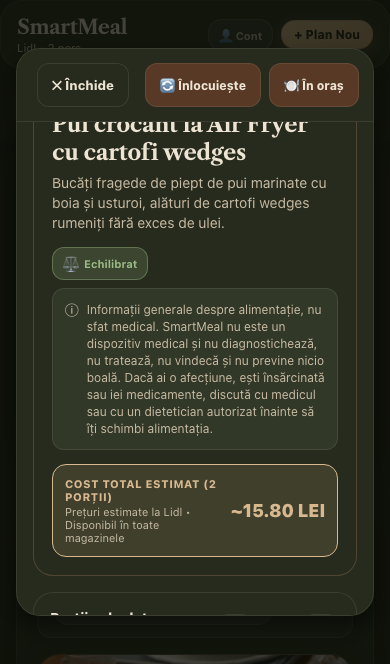 SmartMeal
Lidl · 2 pers
Cont
+ Plan Nou
✕ Închide
Înlocuiește
În oraș
Pui crocant la Air Fryer
cu cartofi wedges
Bucăți fragede de piept de pui marinate cu
boia și usturoi, alături de cartofi wedges
rumeniți fără exces de ulei.
Echilibrat
ⓘ Informații generale despre alimentație, nu
sfat medical. SmartMeal nu este un
dispozitiv medical și nu diagnostichează,
nu tratează, nu vindecă și nu previne nicio
boală. Dacă ai o afecțiune, ești însărcinată
sau iei medicamente, discută cu medicul
sau cu un dietetician autorizat înainte să
îți schimbi alimentația.
COST TOTAL ESTIMAT (2
PORȚII)
Prețuri estimate la Lidl •
Disponibil în toate
magazinele
~15.80 LEI